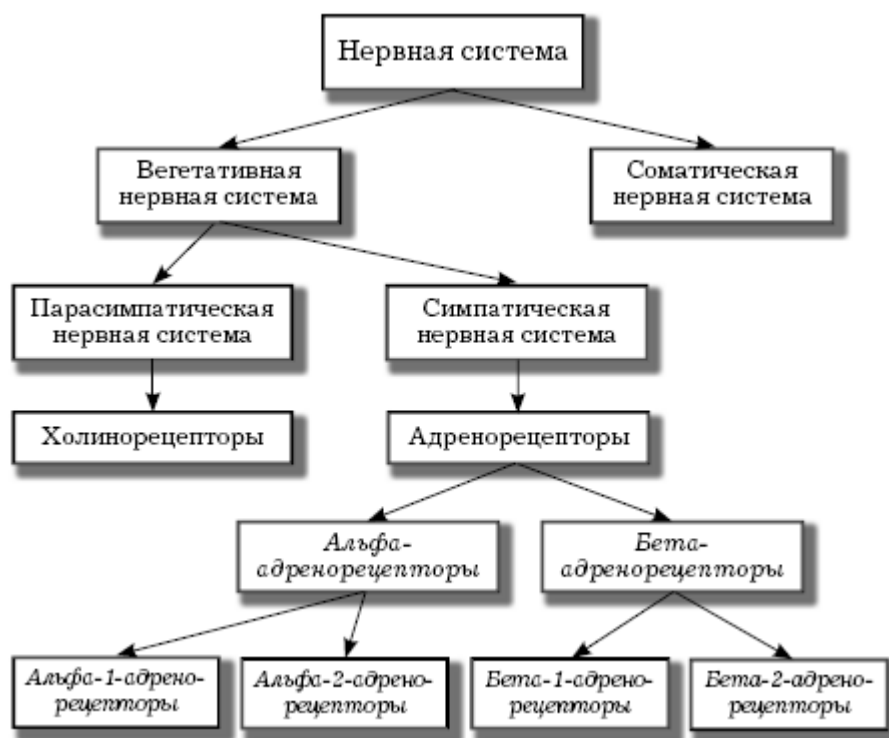 Нервная система
Вегетативная
нервная система
Соматическая
нервная система
Парасимпатическая
нервная система
Симпатическая
нервная система
Холинорецепторы
Адренорецепторы
Альфа-
адренорецепторы
Бета-
адренорецепторы
Альфа-1-адрено-
рецепторы
Альфа-2-адрено-
рецепторы
Бета-1-адрено-
рецепторы
Бета-2-адрено-
рецепторы